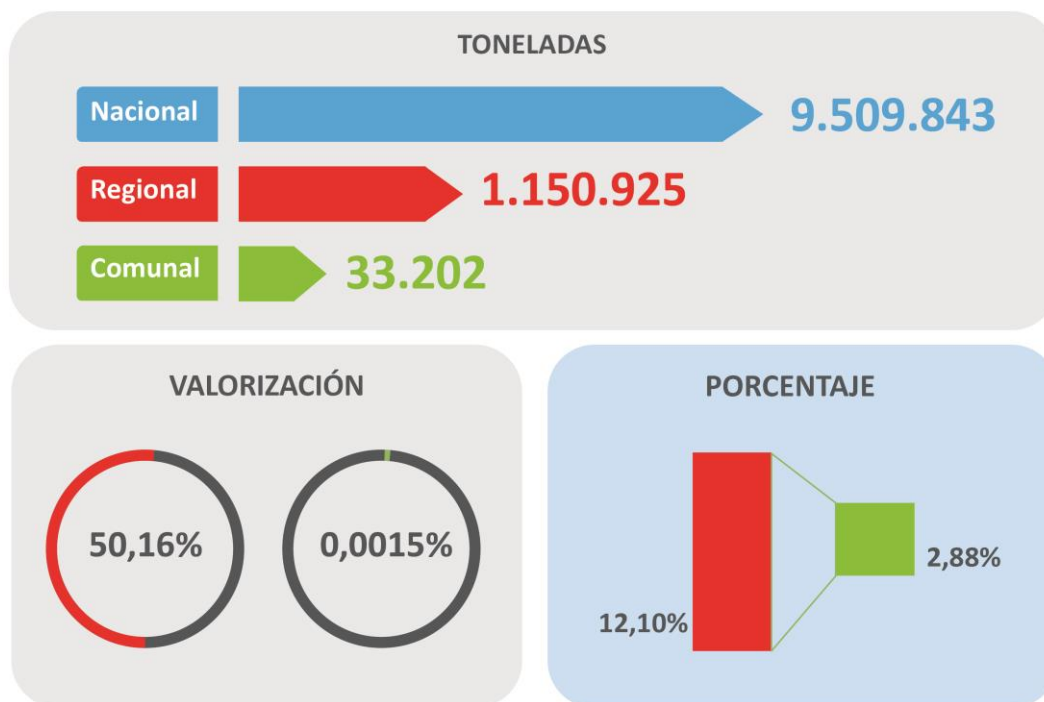 TONELADAS
Nacional 9.509.843
Regional 1.150.925
Comunal 33.202
VALORIZACIÓN
50,16%
0,0015%
PORCENTAJE
12,10%
2,88%